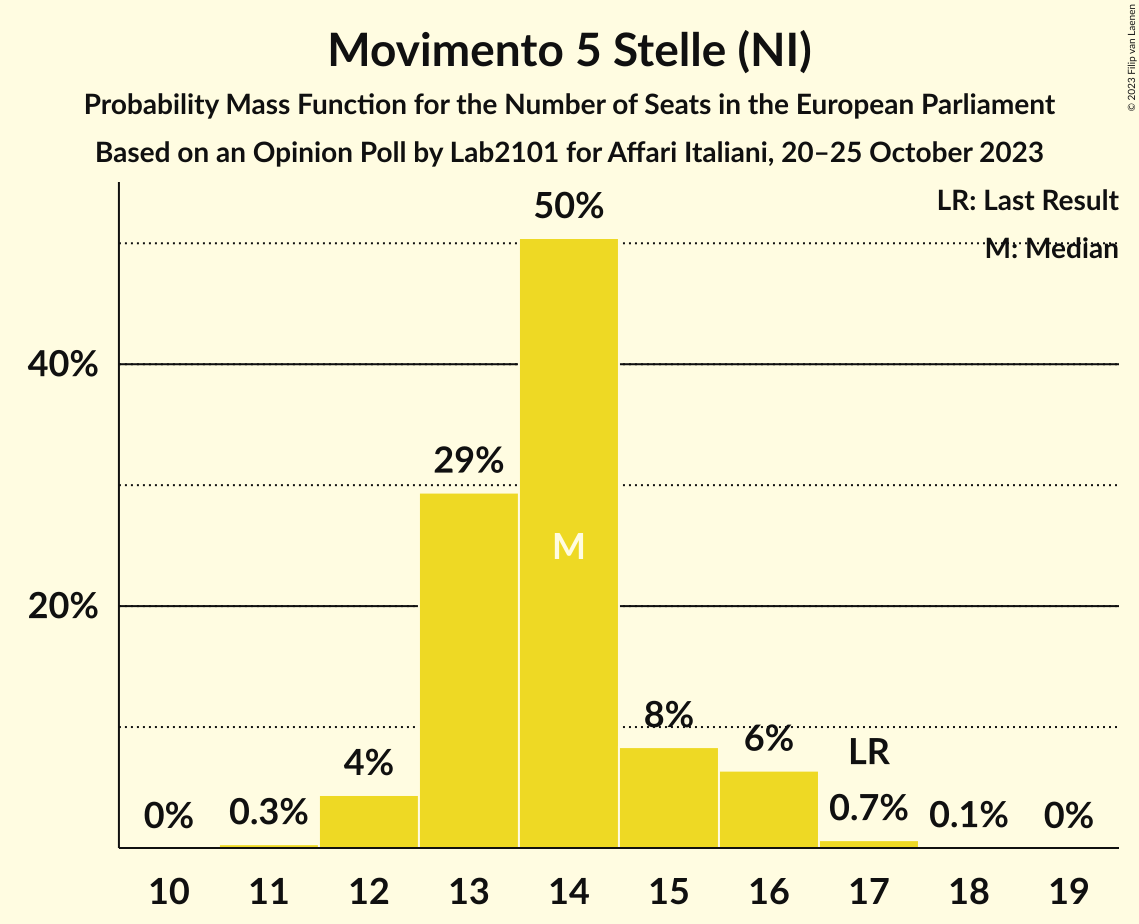 Movimento 5 Stelle (NI)
Probability Mass Function for the Number of Seats in the European Parliament
Based on an Opinion Poll by Lab2101 for Affari Italiani, 20–25 October 2023
© 2023 Filip van Laenen
LR: Last Result
M: Median
50%
40%
29%
M
20%
8%
6%
LR
4%
0%
0.3%
0.7%
0.1%
0%
10 11 12 13 14 15 16 17 18 19